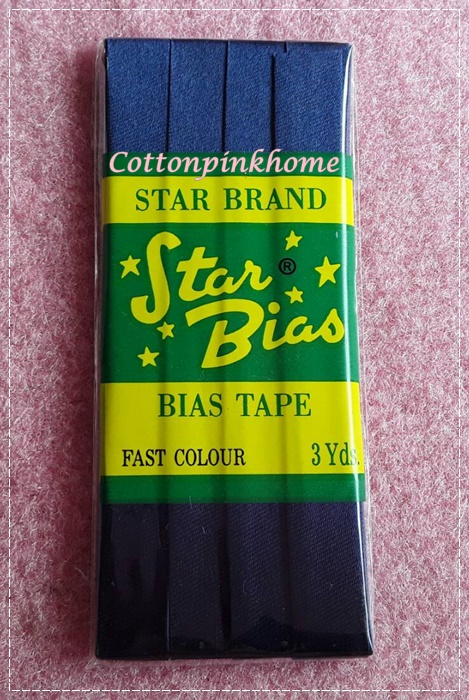 Cottonpinkhome
STAR BRAND
Star ®
Bias
BIAS TAPE
FAST COLOUR 3 Yds.